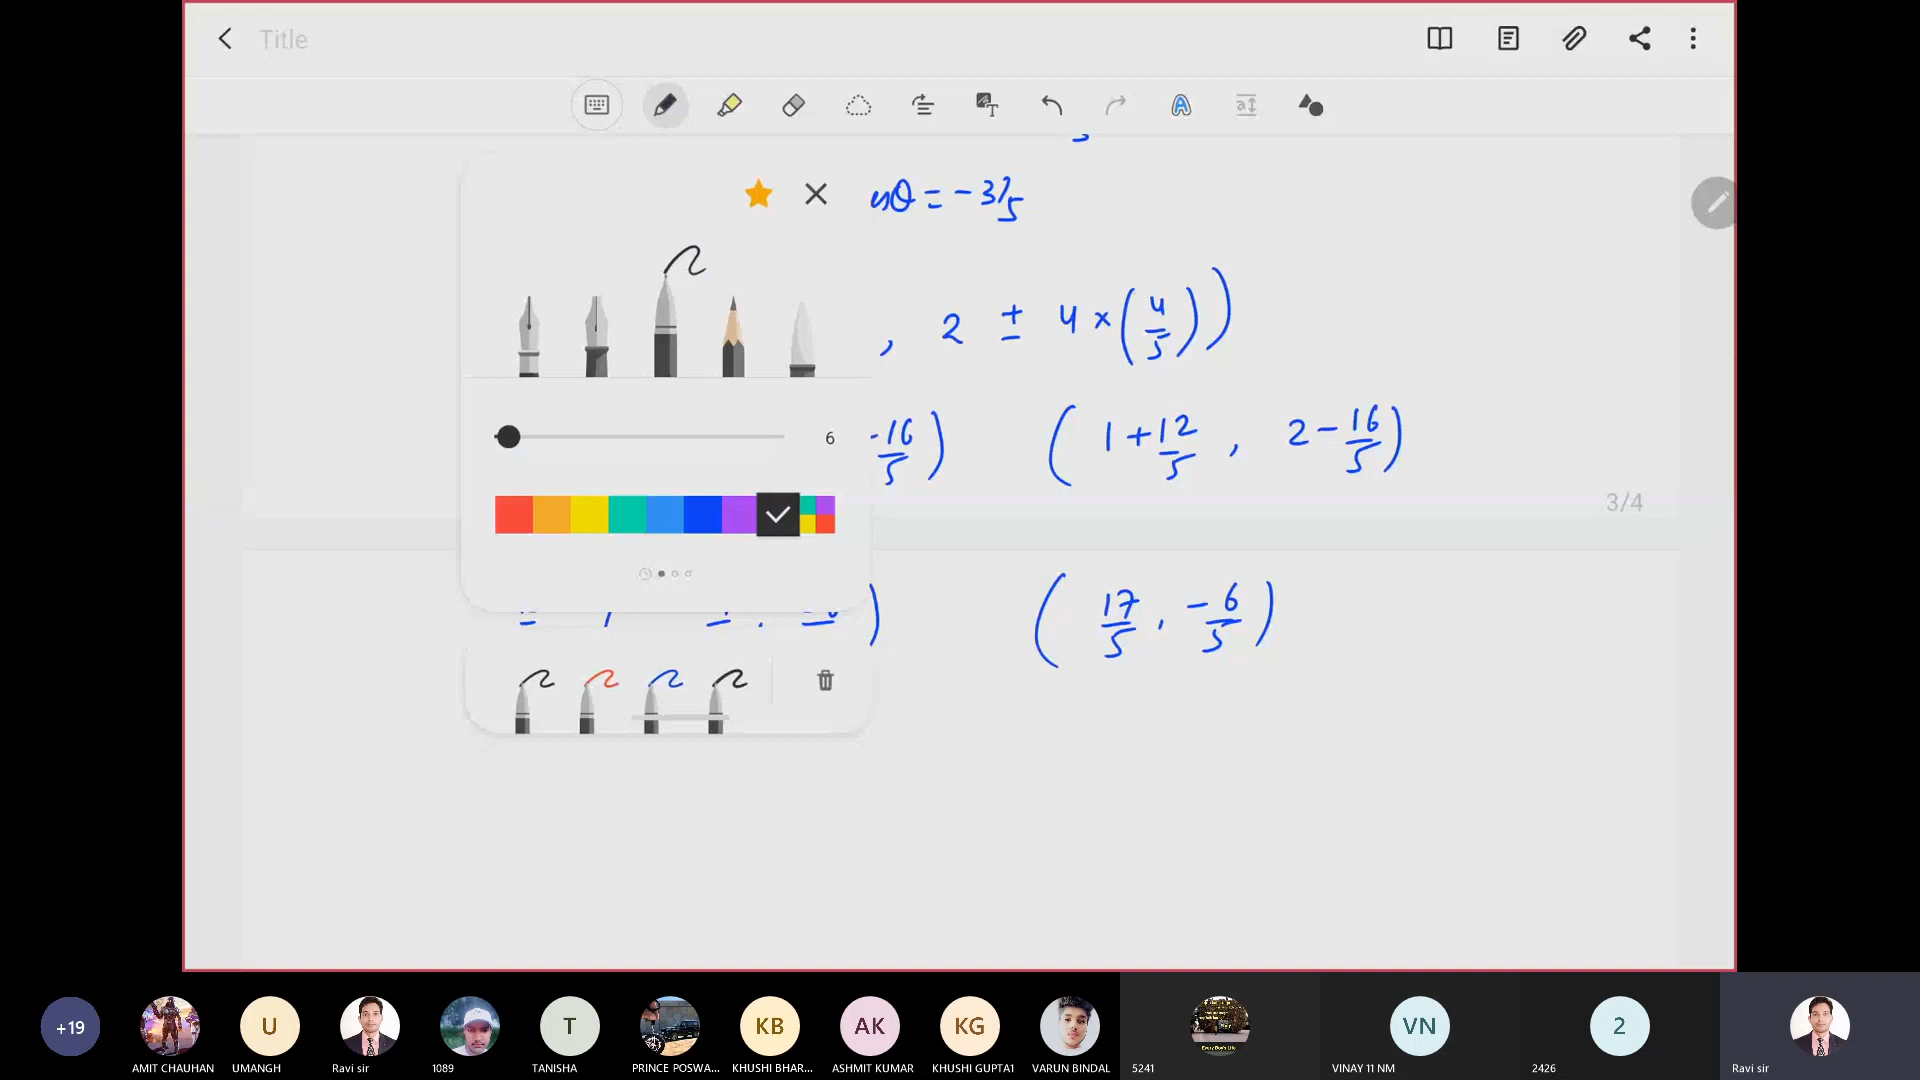 Title
θ = - 3/5
, 2 ± 4 × (4/5))
-16/5) (1 + 12/5 , 2 - 16/5)
6
3/4
) (17/5 , -6/5)
+19
U
T
KB
AK
KG
VN
2
AMIT CHAUHAN
UMANGH
Ravi sir
1089
TANISHA
PRINCE POSWA...
KHUSHI BHAR...
ASHMIT KUMAR
KHUSHI GUPTA1
VARUN BINDAL
5241
VINAY 11 NM
2426
Ravi sir